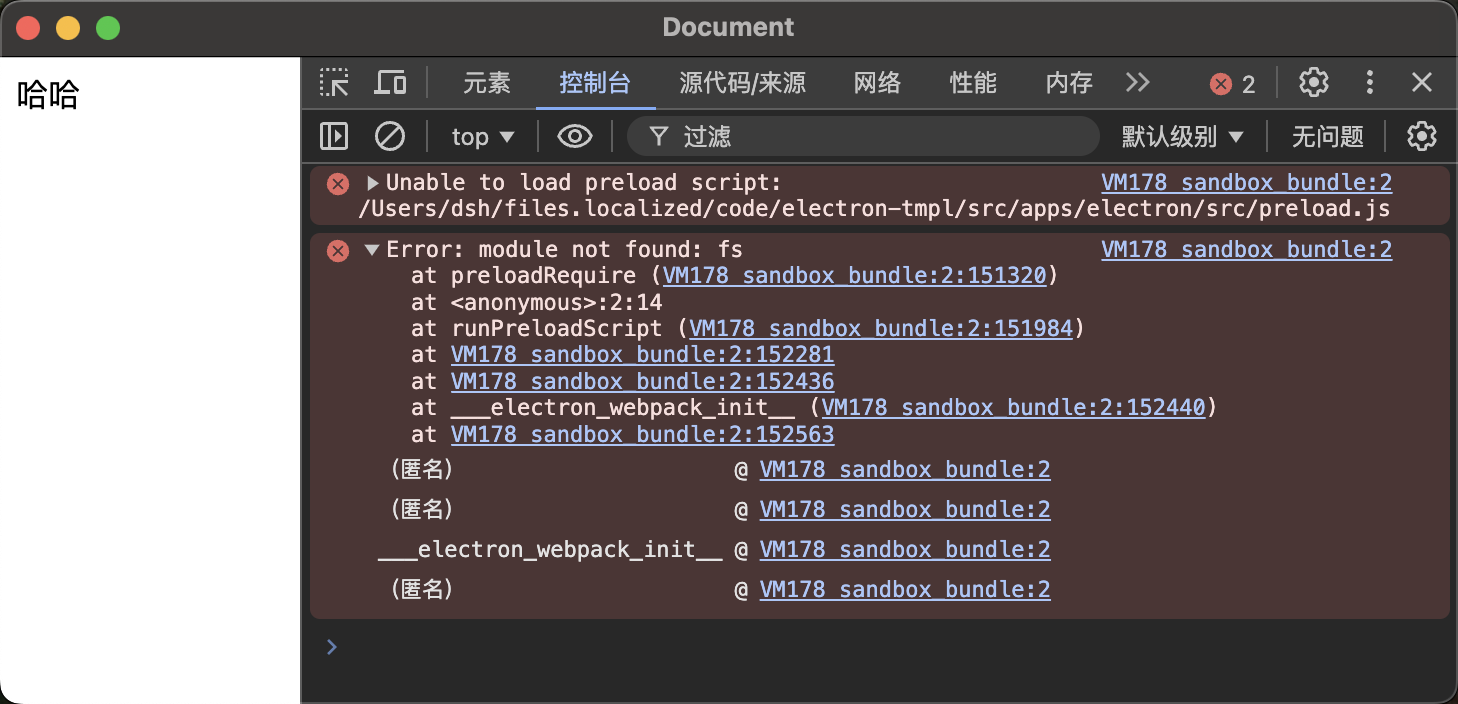 Document
哈哈
元素 控制台 源代码/来源 网络 性能 内存 2
top 过滤 默认级别 无问题
Unable to load preload script: VM178 sandbox_bundle:2
/Users/dsh/files.localized/code/electron-tmpl/src/apps/electron/src/preload.js
Error: module not found: fs VM178 sandbox_bundle:2
at preloadRequire (VM178 sandbox_bundle:2:151320)
at <anonymous>:2:14
at runPreloadScript (VM178 sandbox_bundle:2:151984)
at VM178 sandbox_bundle:2:152281
at VM178 sandbox_bundle:2:152436
at ___electron_webpack_init__ (VM178 sandbox_bundle:2:152440)
at VM178 sandbox_bundle:2:152563
(匿名) @ VM178 sandbox_bundle:2
(匿名) @ VM178 sandbox_bundle:2
___electron_webpack_init__ @ VM178 sandbox_bundle:2
(匿名) @ VM178 sandbox_bundle:2